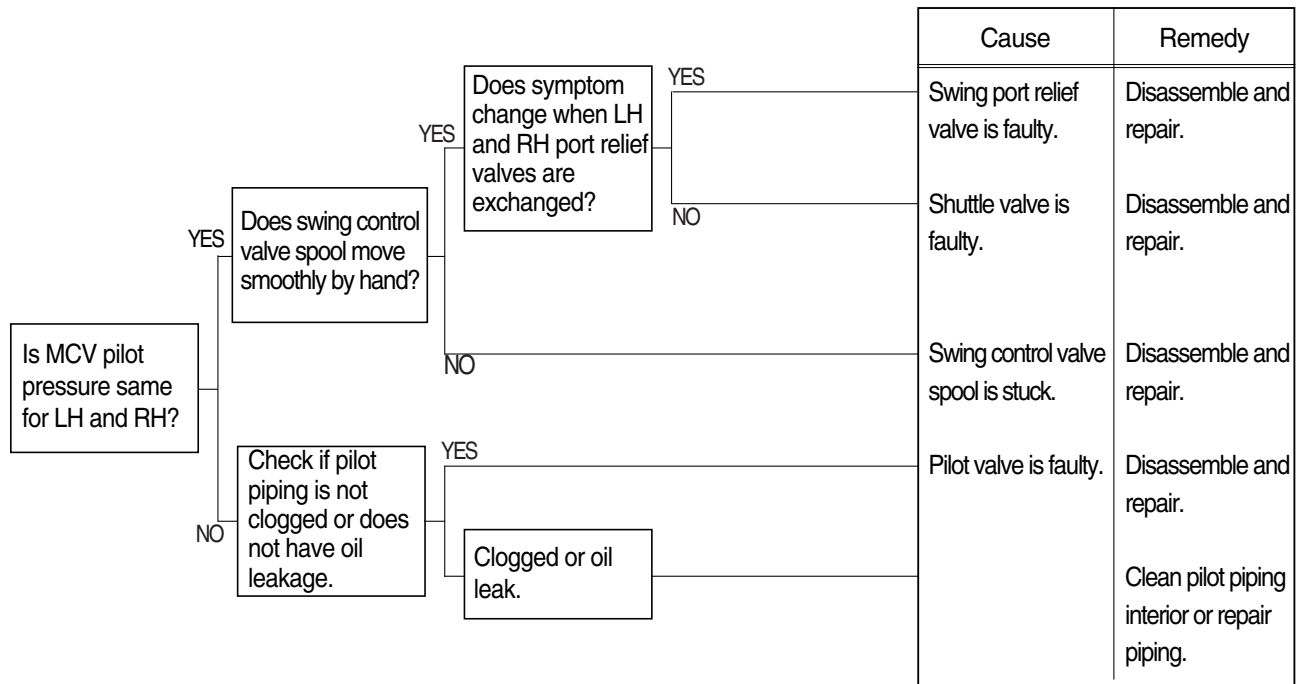 Is MCV pilot
pressure same
for LH and RH?
YES
Does swing control
valve spool move
smoothly by hand?
YES
Does symptom
change when LH
and RH port relief
valves are
exchanged?
YES
NO
NO
NO
Check if pilot
piping is not
clogged or does
not have oil
leakage.
YES
Clogged or oil
leak.
Cause
Remedy
Swing port relief
valve is faulty.
Disassemble and
repair.
Shuttle valve is
faulty.
Disassemble and
repair.
Swing control valve
spool is stuck.
Disassemble and
repair.
Pilot valve is faulty.
Disassemble and
repair.
Clean pilot piping
interior or repair
piping.